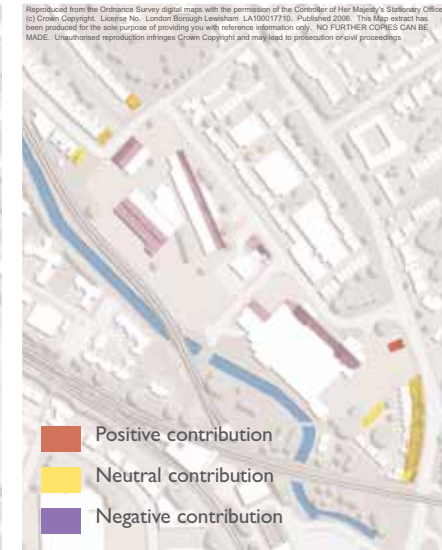 Reproduced from the Ordnance Survey digital maps with the permission of the Controller of Her Majesty's Stationary Office
(c) Crown Copyright. License No. London Borough Lewisham LA100017710. Published 2006. This Map extract has
been produced for the sole purpose of providing you with reference information only. NO FURTHER COPIES CAN BE
MADE. Unauthorised reproduction infringes Crown Copyright and may lead to prosecution or civil proceedings
Positive contribution
Neutral contribution
Negative contribution